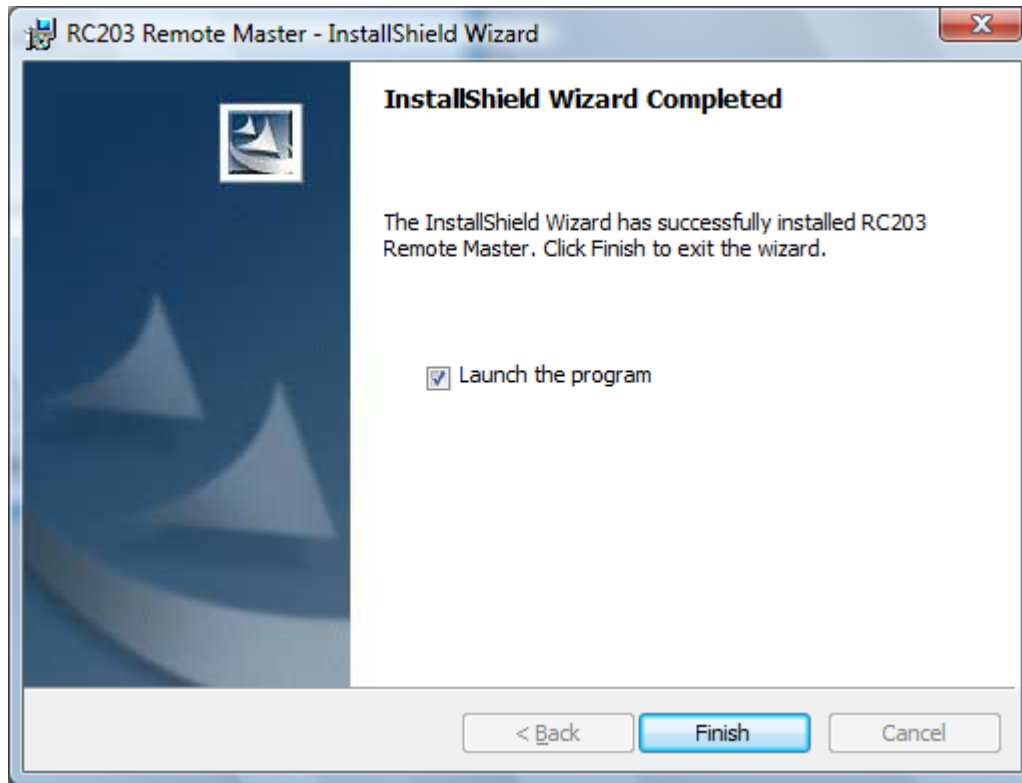 RC203 Remote Master - InstallShield Wizard
InstallShield Wizard Completed
The InstallShield Wizard has successfully installed RC203
Remote Master. Click Finish to exit the wizard.
Launch the program
< Back
Finish
Cancel